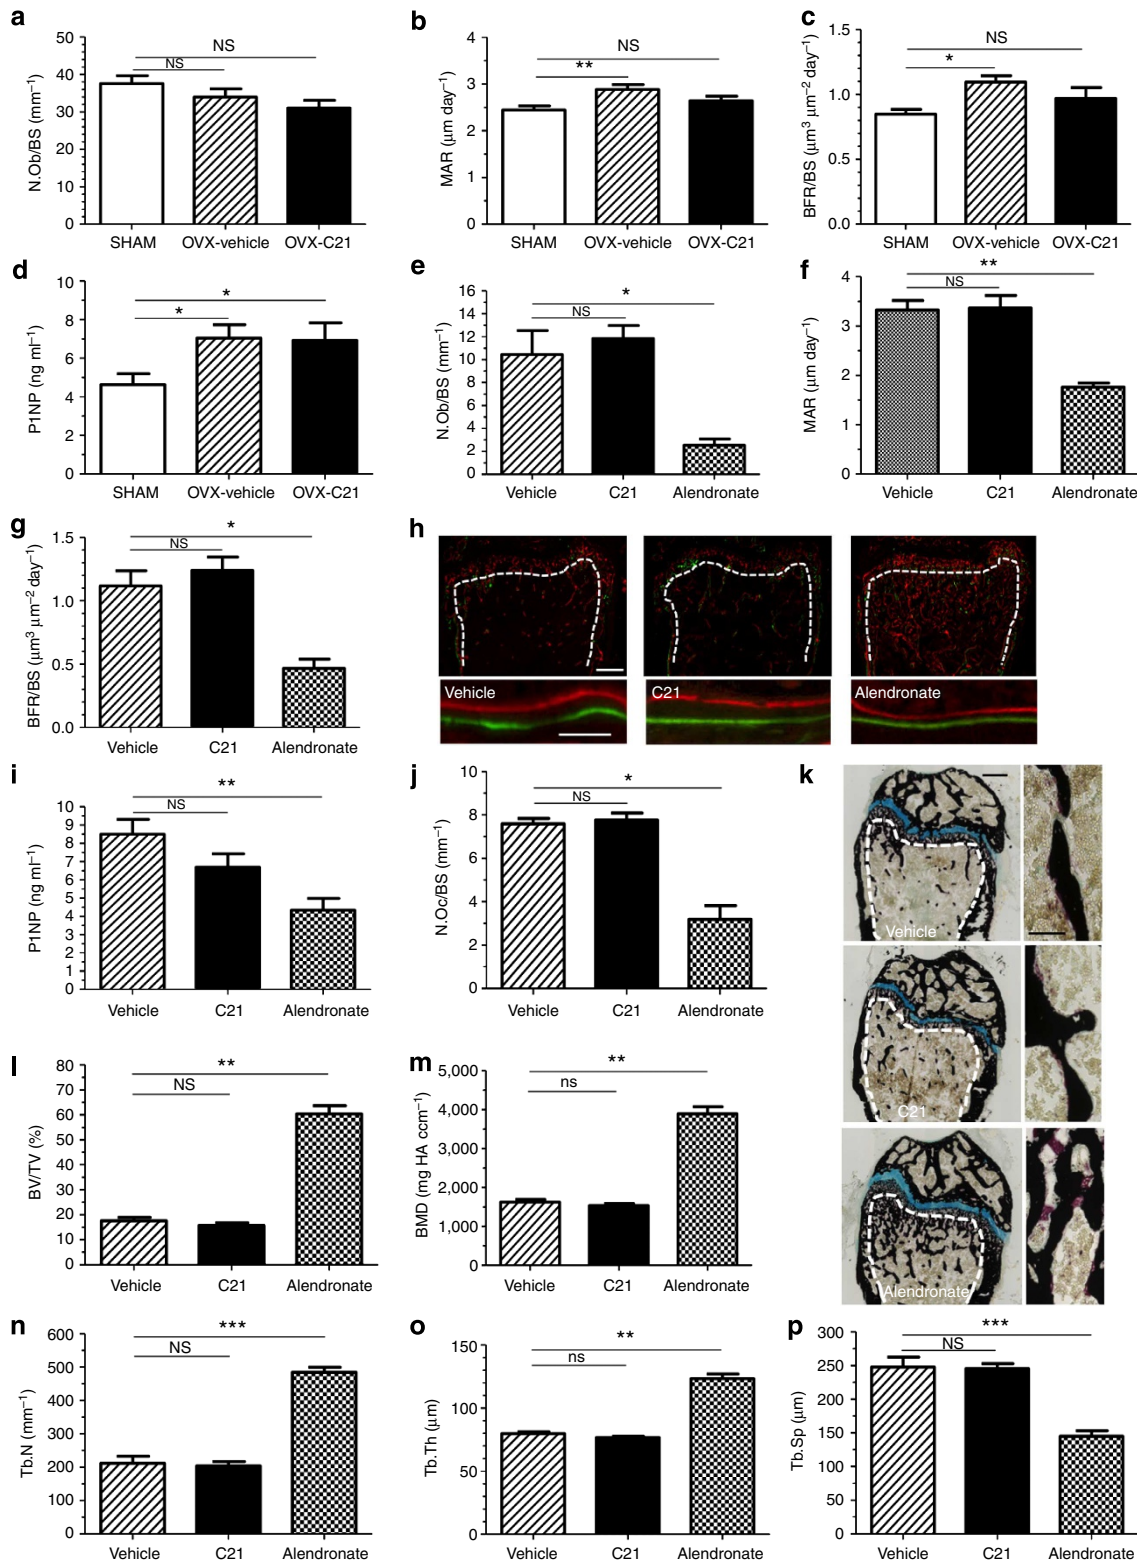 a
N.Ob/BS (mm⁻¹)
50
40
30
20
10
0
NS
NS
SHAM
OVX-vehicle
OVX-C21
b
MAR (µm day⁻¹)
4
3
2
1
0
NS
**
SHAM
OVX-vehicle
OVX-C21
c
BFR/BS (µm³ µm⁻² day⁻¹)
1.5
1.0
0.5
0.0
NS
*
SHAM
OVX-vehicle
OVX-C21
d
P1NP (ng ml⁻¹)
10
8
6
4
2
0
*
*
SHAM
OVX-vehicle
OVX-C21
e
N.Ob/BS (mm⁻¹)
16
14
12
10
8
6
4
2
0
*
NS
Vehicle
C21
Alendronate
f
MAR (µm day⁻¹)
4
3
2
1
0
**
NS
Vehicle
C21
Alendronate
g
BFR/BS (µm³ µm⁻² day⁻¹)
1.5
1.0
0.5
0.0
*
NS
Vehicle
C21
Alendronate
h
Vehicle
C21
Alendronate
i
P1NP (ng ml⁻¹)
10
9
8
7
6
5
4
3
2
1
0
**
NS
Vehicle
C21
Alendronate
j
N.Oc/BS (mm⁻¹)
10
8
6
4
2
0
*
NS
Vehicle
C21
Alendronate
k
Vehicle
C21
Alendronate
l
BV/TV (%)
80
70
60
50
40
30
20
10
0
**
NS
Vehicle
C21
Alendronate
m
BMD (mg HA ccm⁻¹)
5,000
4,000
3,000
2,000
1,000
0
**
ns
Vehicle
C21
Alendronate
n
Tb.N (mm⁻¹)
600
500
400
300
200
100
0
***
NS
Vehicle
C21
Alendronate
o
Tb.Th (µm)
150
100
50
0
**
ns
Vehicle
C21
Alendronate
p
Tb.Sp (µm)
300
250
200
150
100
50
0
***
NS
Vehicle
C21
Alendronate